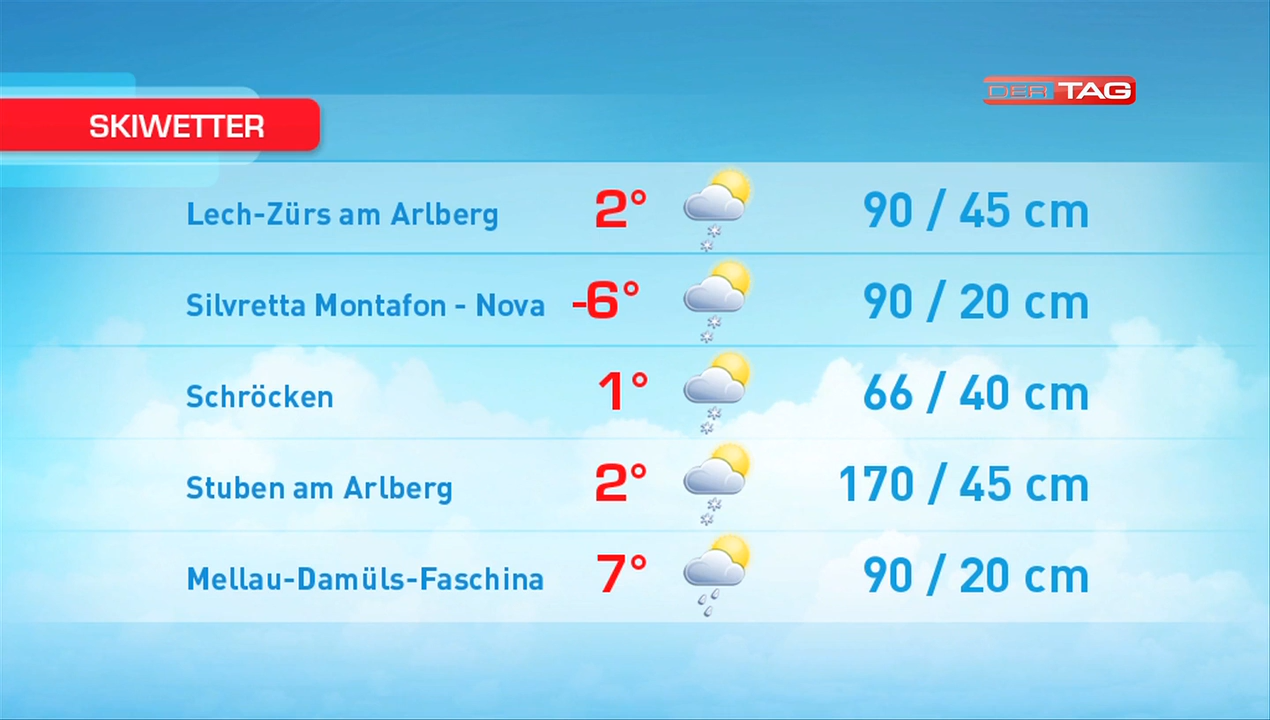 DER TAG
SKIWETTER
Lech-Zürs am Arlberg 2° 90 / 45 cm
Silvretta Montafon - Nova -6° 90 / 20 cm
Schröcken 1° 66 / 40 cm
Stuben am Arlberg 2° 170 / 45 cm
Mellau-Damüls-Faschina 7° 90 / 20 cm